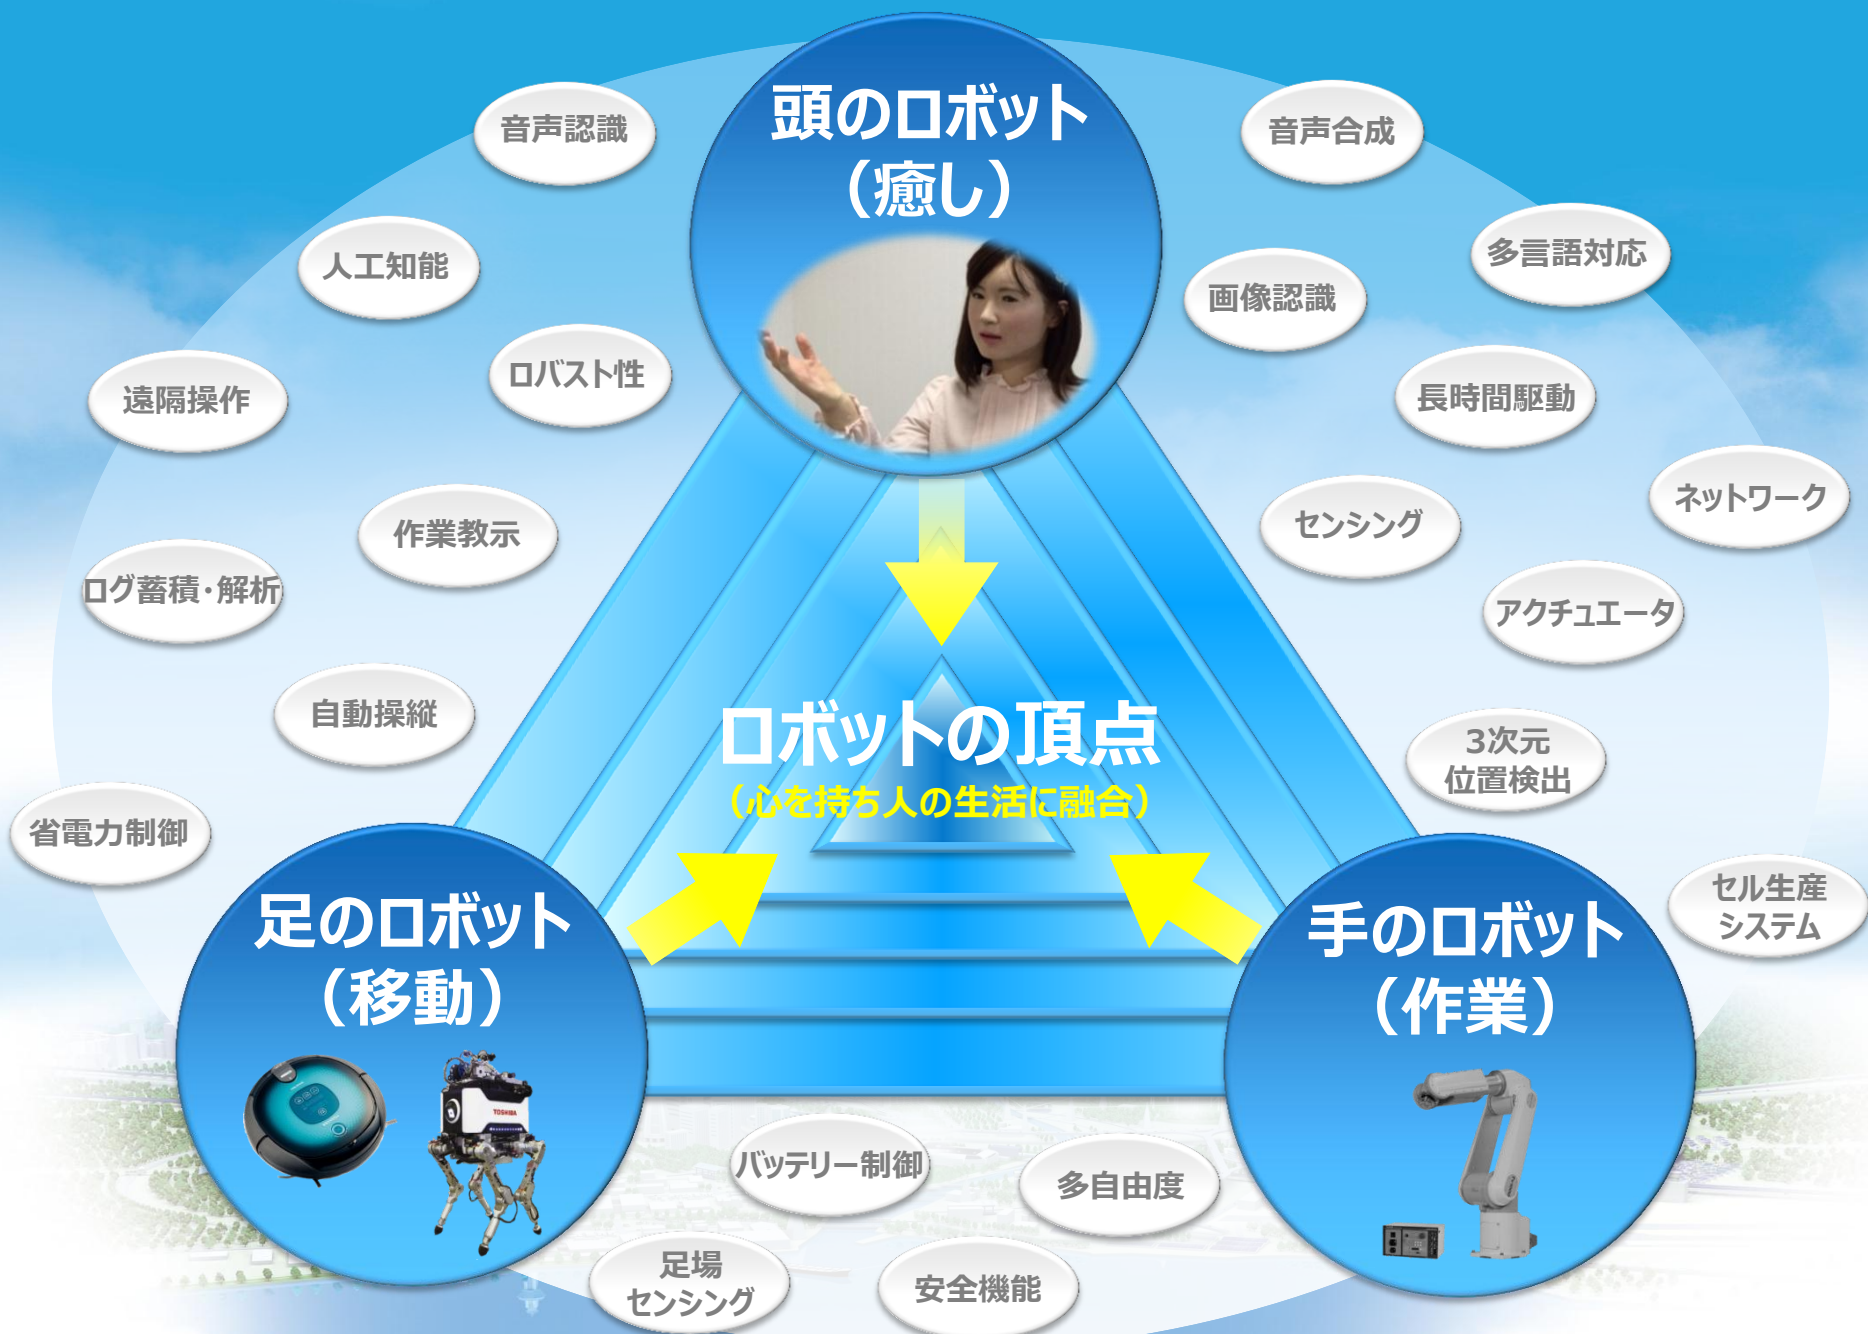 頭のロボット
（癒し）
音声認識
音声合成
人工知能
多言語対応
画像認識
ロバスト性
遠隔操作
長時間駆動
ネットワーク
センシング
作業教示
ログ蓄積・解析
アクチュエータ
自動操縦
ロボットの頂点
（心を持ち人の生活に融合）
3次元
位置検出
省電力制御
セル生産
システム
足のロボット
（移動）
手のロボット
（作業）
TOSHIBA
バッテリー制御
多自由度
足場
センシング
安全機能